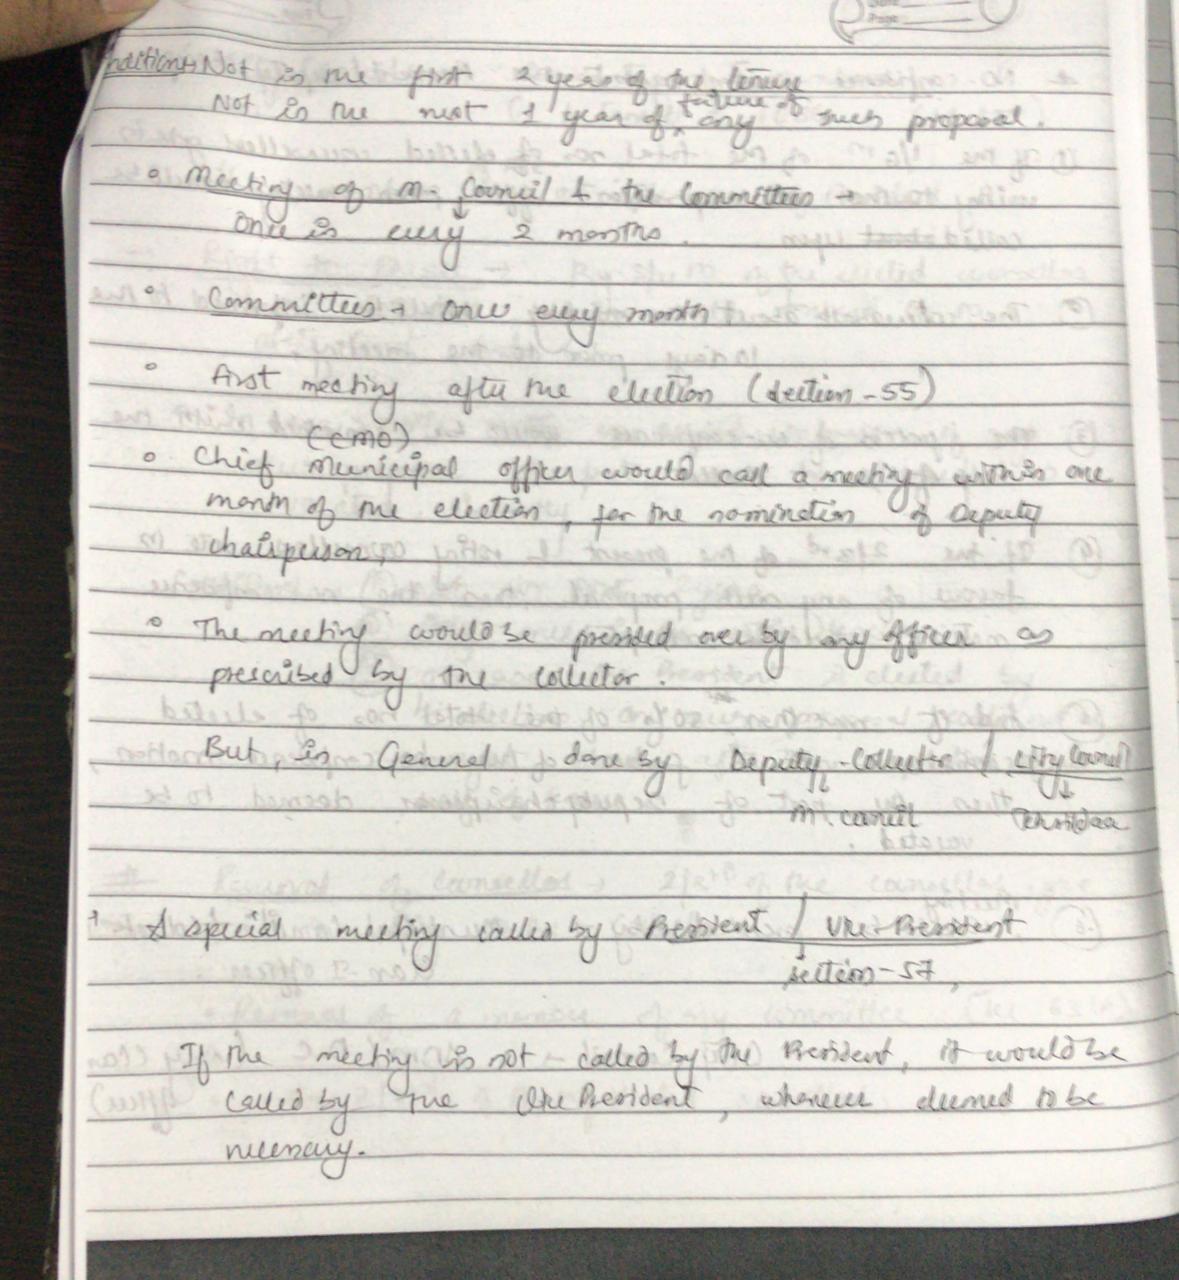 Page
nditions → Not in the first 2 year of the tenure
failure of
Not in the next 1 year of ^ any such proposal.
• Meeting of M. Council & the Committees →
↓
Once in every 2 months.
• Committees → Once every month
• First meeting after the election (Section - 55)
(CMO)
• Chief Municipal officer would call a meeting within one
month of the election, for the nomination of Deputy
chairperson,
• The meeting would be presided over by any officer as
prescribed by the Collector.
But, in General done by Deputy - Collector / City Council
M. council Tehsildar
→ A special meeting called by President / Vice-President
↓
section - 57,
If the meeting is not called by the President, it would be
called by the Vice President, whenever deemed to be
necessary.